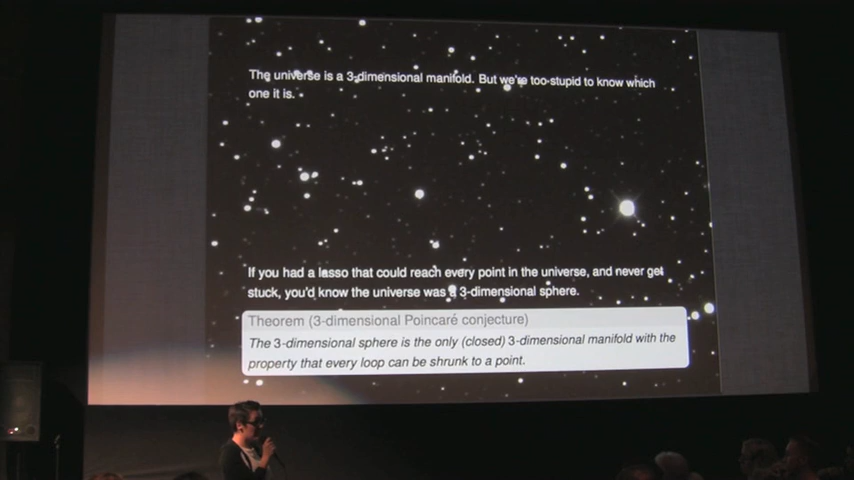 The universe is a 3-dimensional manifold. But we're too stupid to know which
one it is.
If you had a lasso that could reach every point in the universe, and never get
stuck, you'd know the universe was a 3-dimensional sphere.
Theorem (3-dimensional Poincaré conjecture)
The 3-dimensional sphere is the only (closed) 3-dimensional manifold with the
property that every loop can be shrunk to a point.